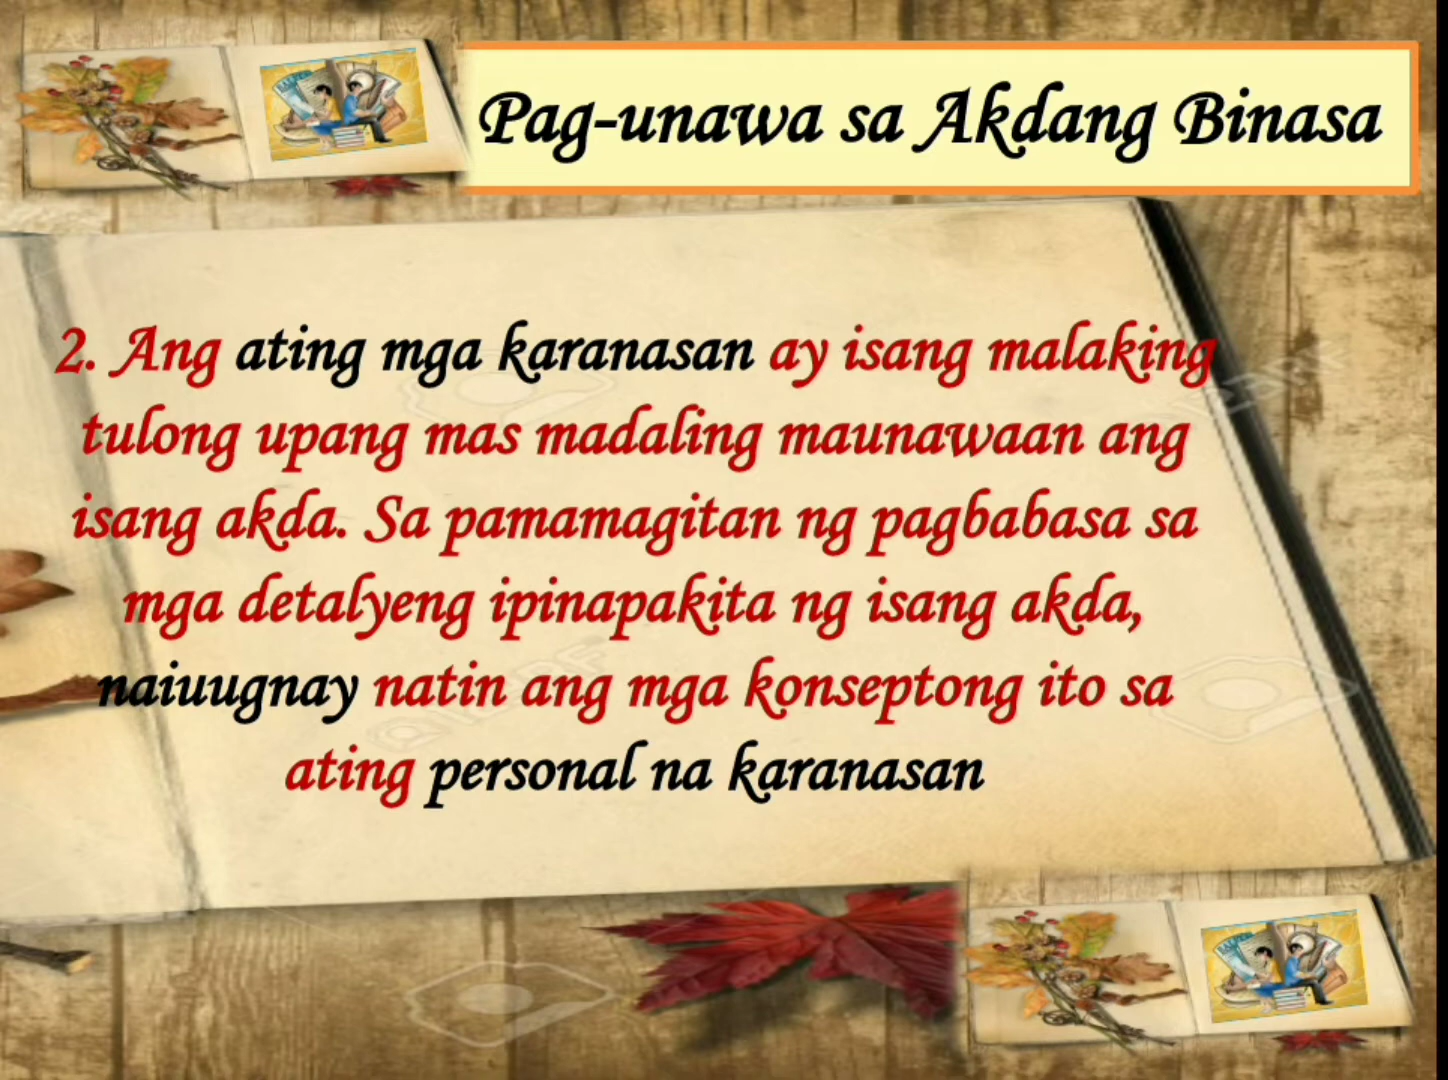 Pag-unawa sa Akdang Binasa
2. Ang ating mga karanasan ay isang malaking
tulong upang mas madaling maunawaan ang
isang akda. Sa pamamagitan ng pagbabasa sa
mga detalyeng ipinapakita ng isang akda,
naiuugnay natin ang mga konseptong ito sa
ating personal na karanasan